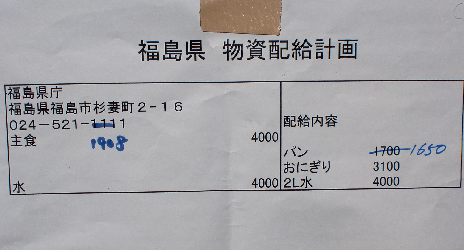 福島県 物資配給計画
福島県庁
福島県福島市杉妻町2-16
024-521-1111
1908
主食 4000
水 4000
配給内容
パン 1700 1650
おにぎり 3100
2L水 4000